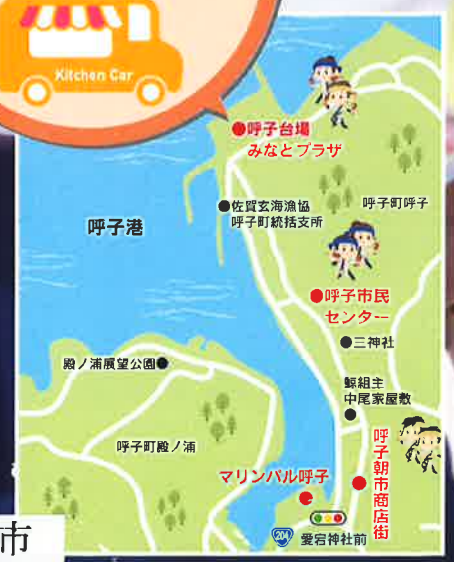 Kitchen Car
呼子台場
みなとプラザ
佐賀玄海漁協
呼子町統括支所
呼子町呼子
呼子港
呼子市民
センター
三神社
殿ノ浦展望公園
鯨組主
中尾家屋敷
呼子町殿ノ浦
呼子朝市商店街
マリンパル呼子
204
愛宕神社前
市